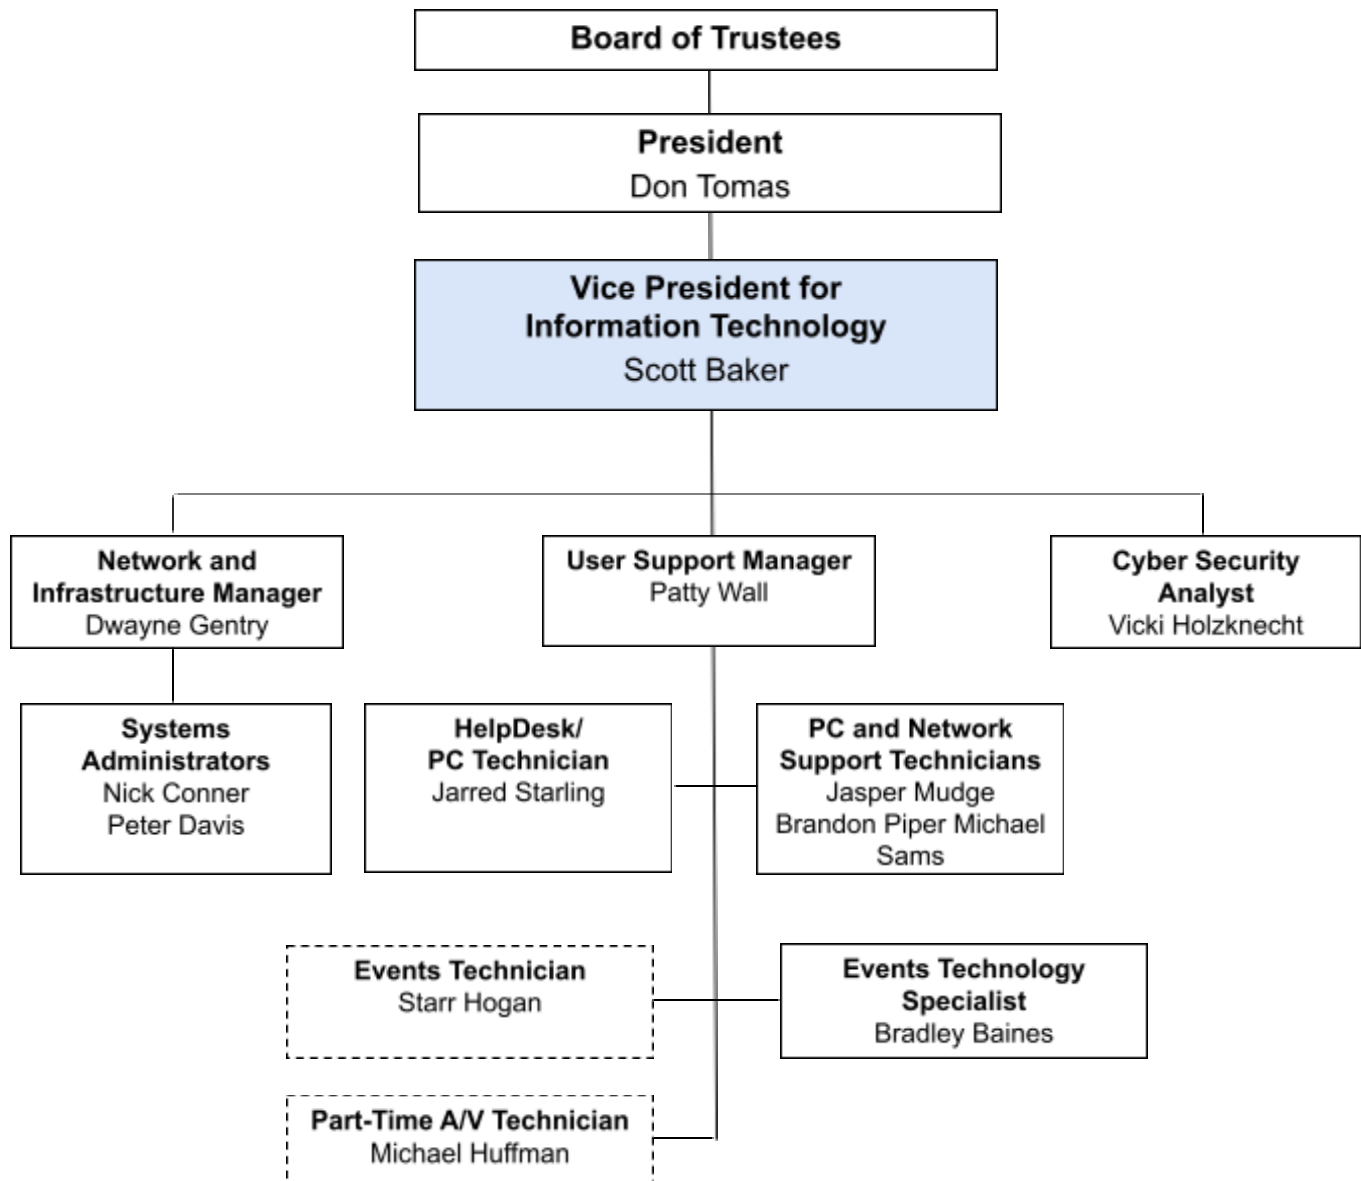 Board of Trustees
President
Don Tomas
Vice President for
Information Technology
Scott Baker
Network and
Infrastructure Manager
Dwayne Gentry
User Support Manager
Patty Wall
Cyber Security
Analyst
Vicki Holzknecht
Systems
Administrators
Nick Conner
Peter Davis
HelpDesk/
PC Technician
Jarred Starling
PC and Network
Support Technicians
Jasper Mudge
Brandon Piper Michael
Sams
Events Technician
Starr Hogan
Events Technology
Specialist
Bradley Baines
Part-Time A/V Technician
Michael Huffman